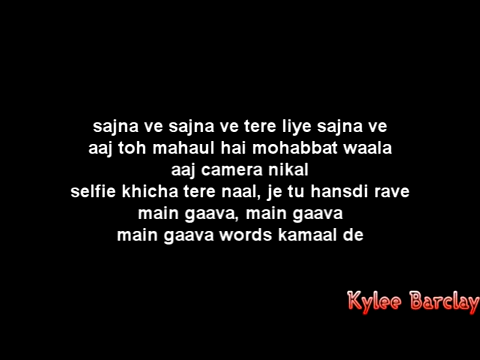 sajna ve sajna ve tere liye sajna ve
aaj toh mahaul hai mohabbat waala
aaj camera nikal
selfie khicha tere naal, je tu hansdi rave
main gaava, main gaava
main gaava words kamaal de
Kylee Barclay